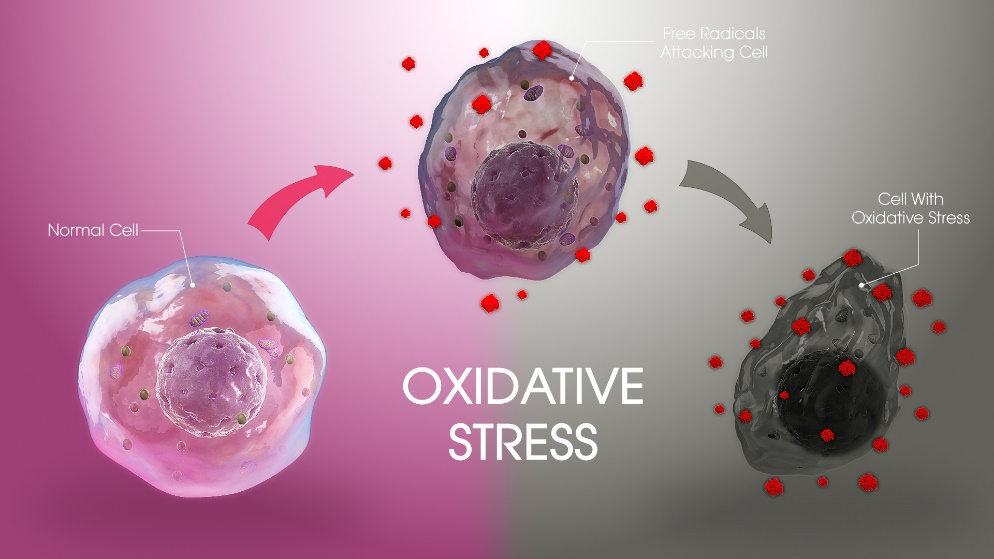 Free Radicals
Attacking Cell
Normal Cell
Cell With
Oxidative Stress
OXIDATIVE
STRESS